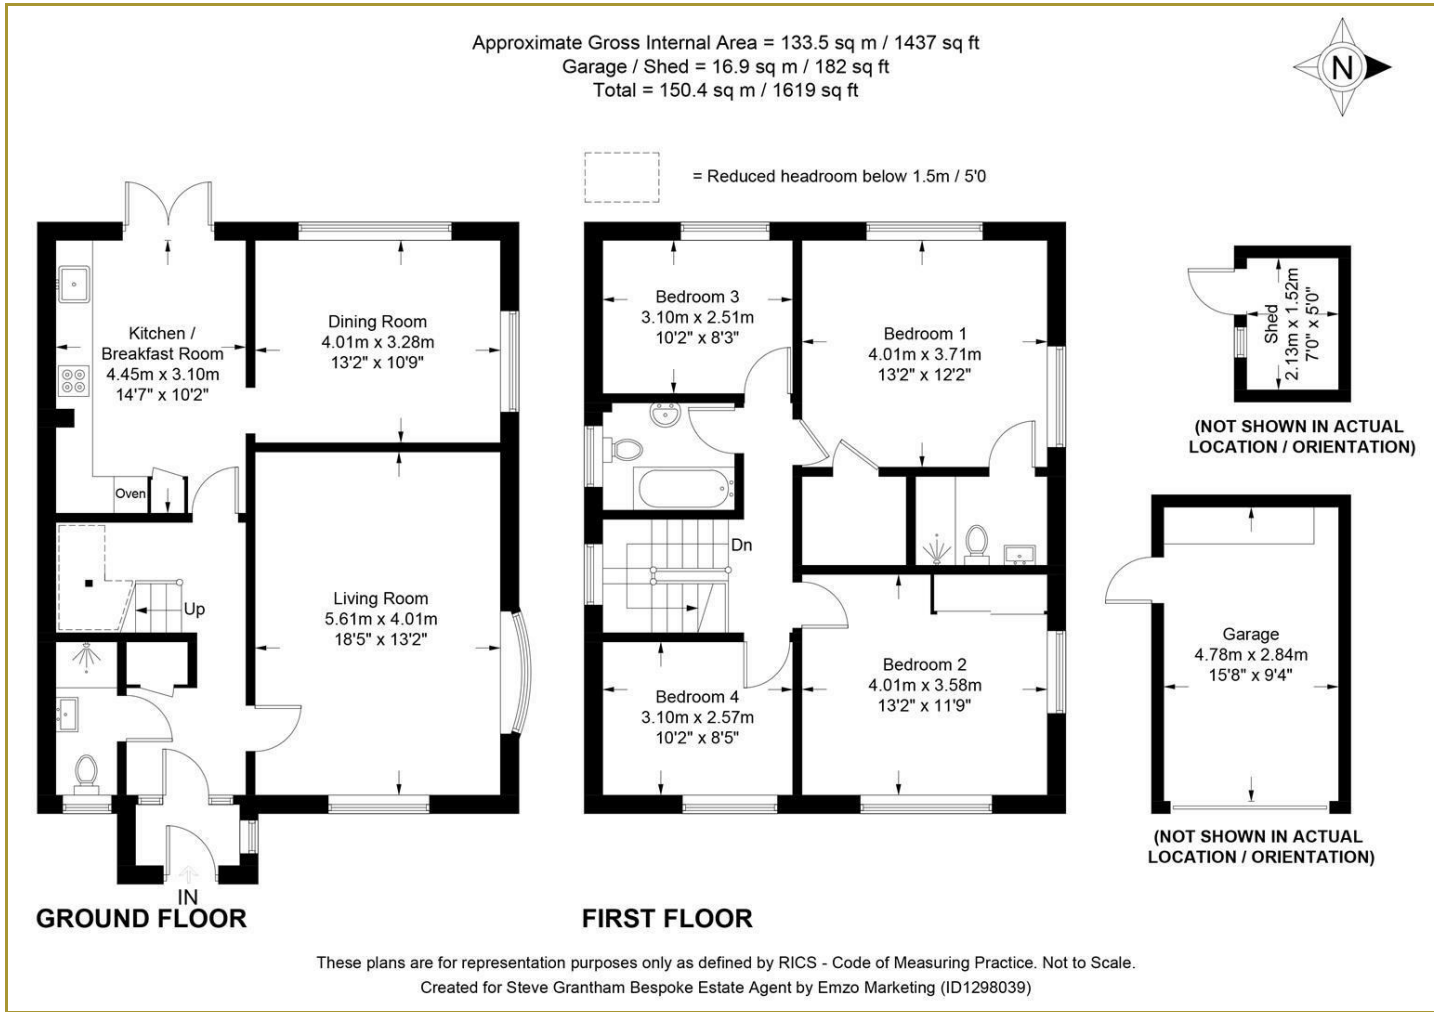 Approximate Gross Internal Area = 133.5 sq m / 1437 sq ft
Garage / Shed = 16.9 sq m / 182 sq ft
Total = 150.4 sq m / 1619 sq ft
N
= Reduced headroom below 1.5m / 5'0
Kitchen /
Breakfast Room
4.45m x 3.10m
14'7" x 10'2"
Dining Room
4.01m x 3.28m
13'2" x 10'9"
Oven
Up
Living Room
5.61m x 4.01m
18'5" x 13'2"
IN
GROUND FLOOR
Bedroom 3
3.10m x 2.51m
10'2" x 8'3"
Bedroom 1
4.01m x 3.71m
13'2" x 12'2"
Dn
Bedroom 4
3.10m x 2.57m
10'2" x 8'5"
Bedroom 2
4.01m x 3.58m
13'2" x 11'9"
FIRST FLOOR
Shed
2.13m x 1.52m
7'0" x 5'0"
(NOT SHOWN IN ACTUAL
LOCATION / ORIENTATION)
Garage
4.78m x 2.84m
15'8" x 9'4"
(NOT SHOWN IN ACTUAL
LOCATION / ORIENTATION)
These plans are for representation purposes only as defined by RICS - Code of Measuring Practice. Not to Scale.
Created for Steve Grantham Bespoke Estate Agent by Emzo Marketing (ID1298039)